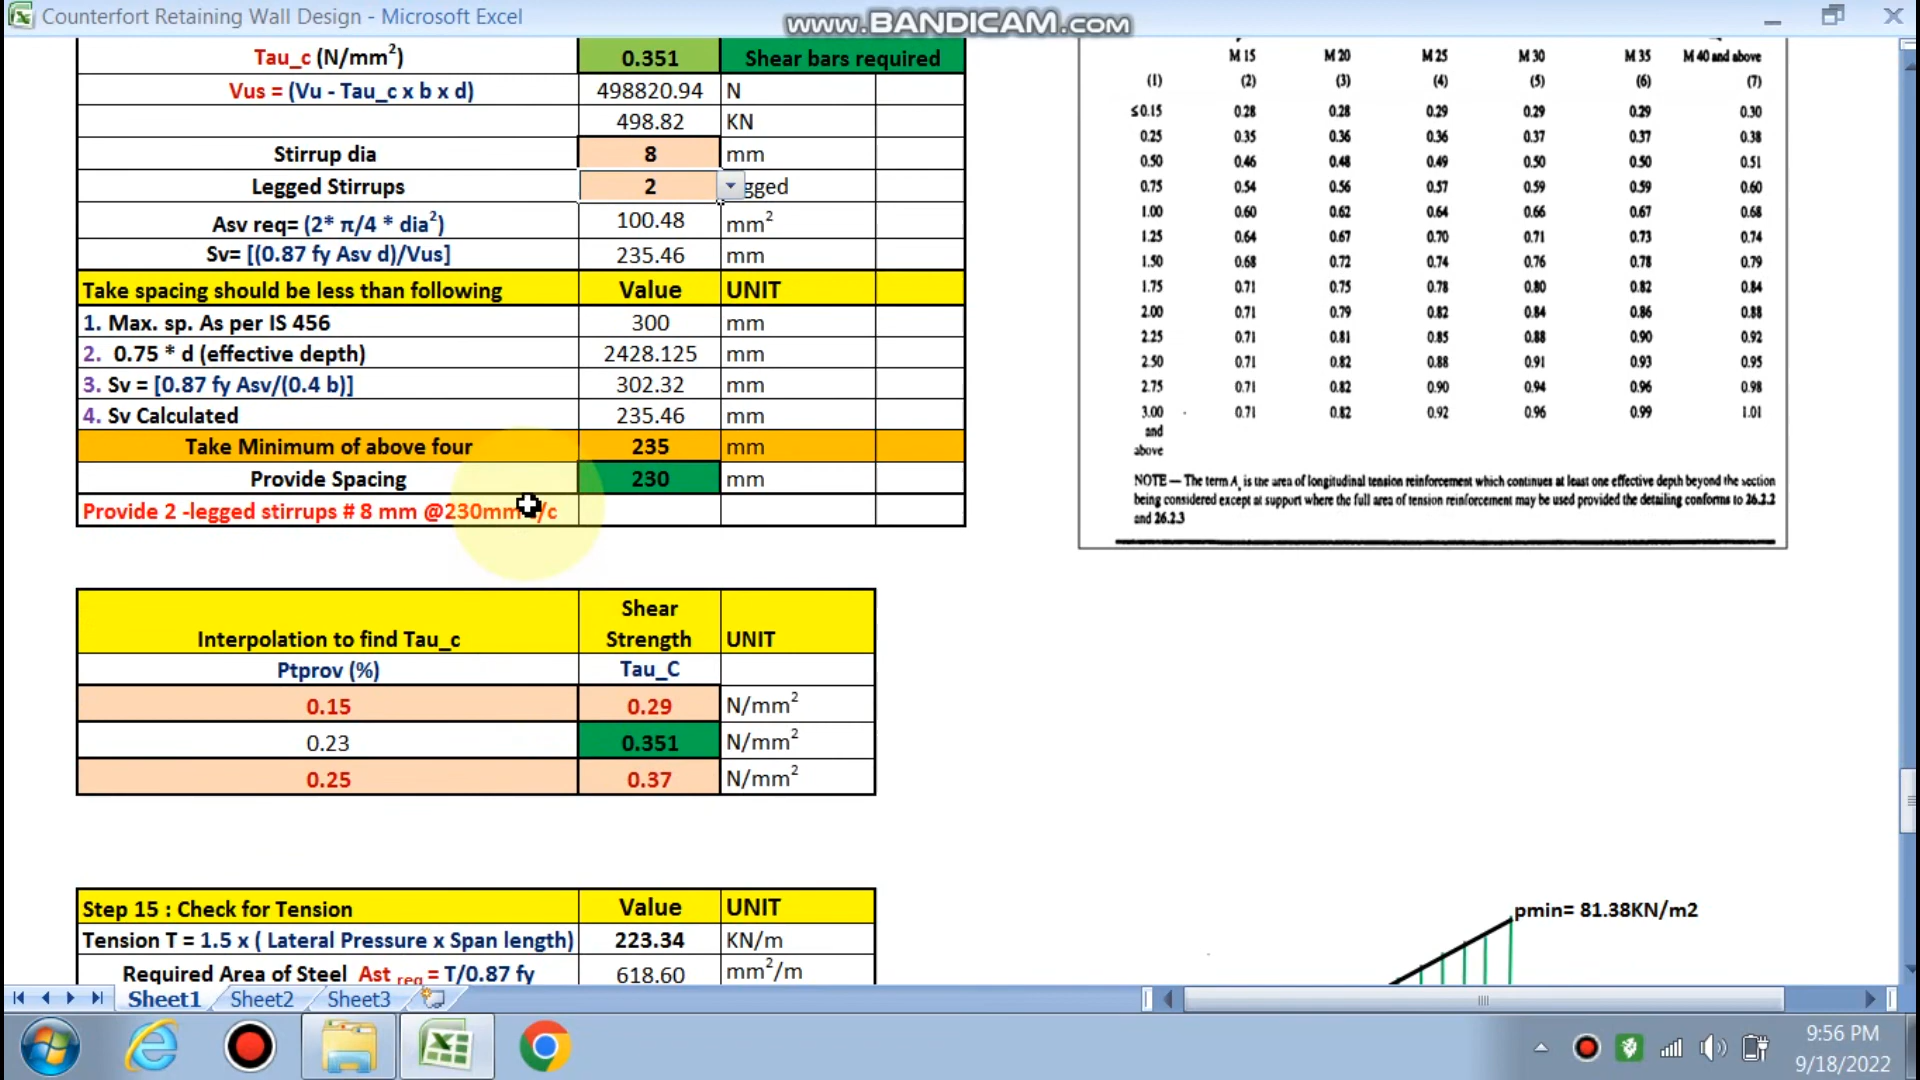 Counterfort Retaining Wall Design - Microsoft Excel
www.BANDICAM.com
Tau_c (N/mm²) 0.351 Shear bars required
Vus = (Vu - Tau_c x b x d) 498820.94 N
498.82 KN
Stirrup dia 8 mm
Legged Stirrups 2 gged
Asv req= (2* π/4 * dia²) 100.48 mm²
Sv= [(0.87 fy Asv d)/Vus] 235.46 mm
Take spacing should be less than following Value UNIT
1. Max. sp. As per IS 456 300 mm
2. 0.75 * d (effective depth) 2428.125 mm
3. Sv = [0.87 fy Asv/(0.4 b)] 302.32 mm
4. Sv Calculated 235.46 mm
Take Minimum of above four 235 mm
Provide Spacing 230 mm
Provide 2 -legged stirrups # 8 mm @230mm /c
M 15 M 20 M 25 M 30 M 35 M 40 and above
(1) (2) (3) (4) (5) (6) (7)
≤0.15 0.28 0.28 0.29 0.29 0.29 0.30
0.25 0.35 0.36 0.36 0.37 0.37 0.38
0.50 0.46 0.48 0.49 0.50 0.50 0.51
0.75 0.54 0.56 0.57 0.59 0.59 0.60
1.00 0.60 0.62 0.64 0.66 0.67 0.68
1.25 0.64 0.67 0.70 0.71 0.73 0.74
1.50 0.68 0.72 0.74 0.76 0.78 0.79
1.75 0.71 0.75 0.78 0.80 0.82 0.84
2.00 0.71 0.79 0.82 0.84 0.86 0.88
2.25 0.71 0.81 0.85 0.88 0.90 0.92
2.50 0.71 0.82 0.88 0.91 0.93 0.95
2.75 0.71 0.82 0.90 0.94 0.96 0.98
3.00 0.71 0.82 0.92 0.96 0.99 1.01
and
above
NOTE — The term A, is the area of longitudinal tension reinforcement which continues at least one effective depth beyond the section
being considered except at support where the full area of tension reinforcement may be used provided the detailing conforms to 26.2.2
and 26.2.3
Shear
Interpolation to find Tau_c Strength UNIT
Ptprov (%) Tau_C
0.15 0.29 N/mm²
0.23 0.351 N/mm²
0.25 0.37 N/mm²
Step 15 : Check for Tension Value UNIT
Tension T = 1.5 x ( Lateral Pressure x Span length) 223.34 KN/m
Required Area of Steel Ast req = T/0.87 fy 618.60 mm²/m
pmin= 81.38KN/m2
Sheet1 Sheet2 Sheet3
9:56 PM
9/18/2022